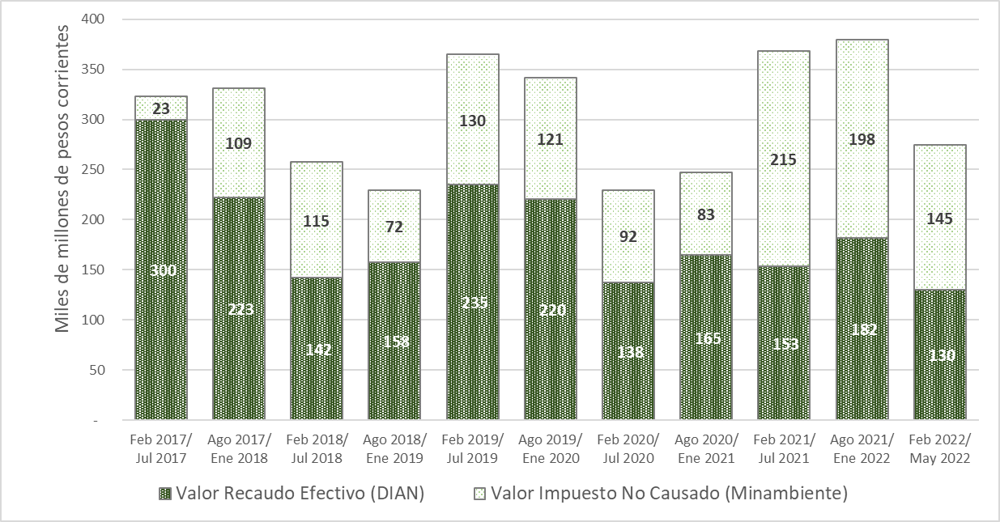 Miles de millones de pesos corrientes
400
350
300
250
200
150
100
50
-
23
109
115
72
130
121
92
83
215
198
145
300
223
142
158
235
220
138
165
153
182
130
Feb 2017/
Jul 2017
Ago 2017/
Ene 2018
Feb 2018/
Jul 2018
Ago 2018/
Ene 2019
Feb 2019/
Jul 2019
Ago 2019/
Ene 2020
Feb 2020/
Jul 2020
Ago 2020/
Ene 2021
Feb 2021/
Jul 2021
Ago 2021/
Ene 2022
Feb 2022/
May 2022
Valor Recaudo Efectivo (DIAN)
Valor Impuesto No Causado (Minambiente)